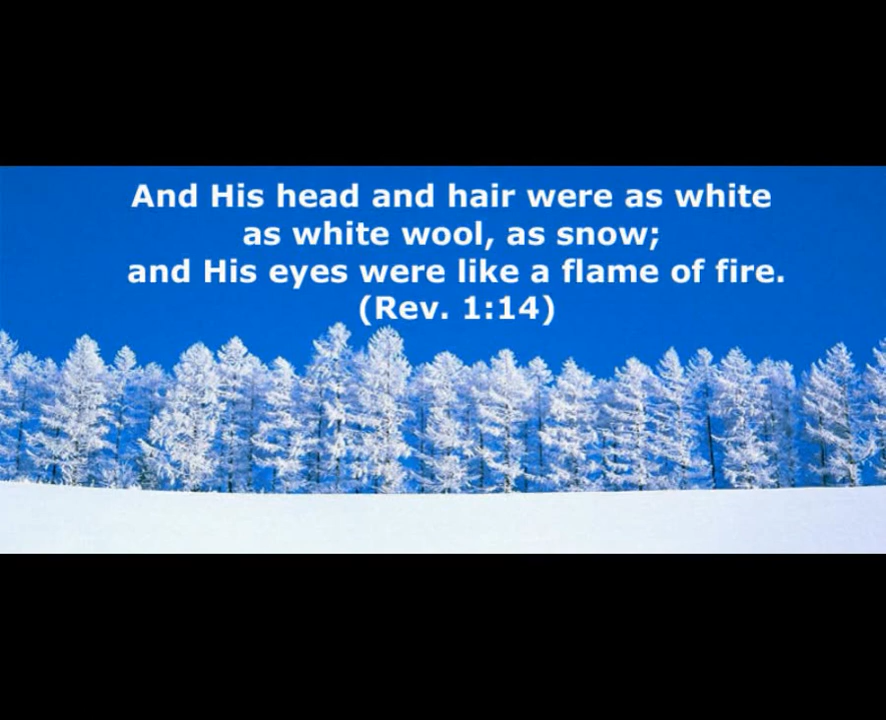 And His head and hair were as white
as white wool, as snow;
and His eyes were like a flame of fire.
(Rev. 1:14)